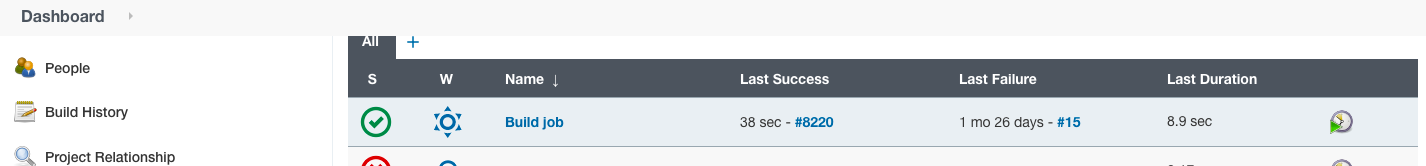 Dashboard
All +
People
S W Name ↓ Last Success Last Failure Last Duration
Build History
Build job 38 sec - #8220 1 mo 26 days - #15 8.9 sec
Project Relationship